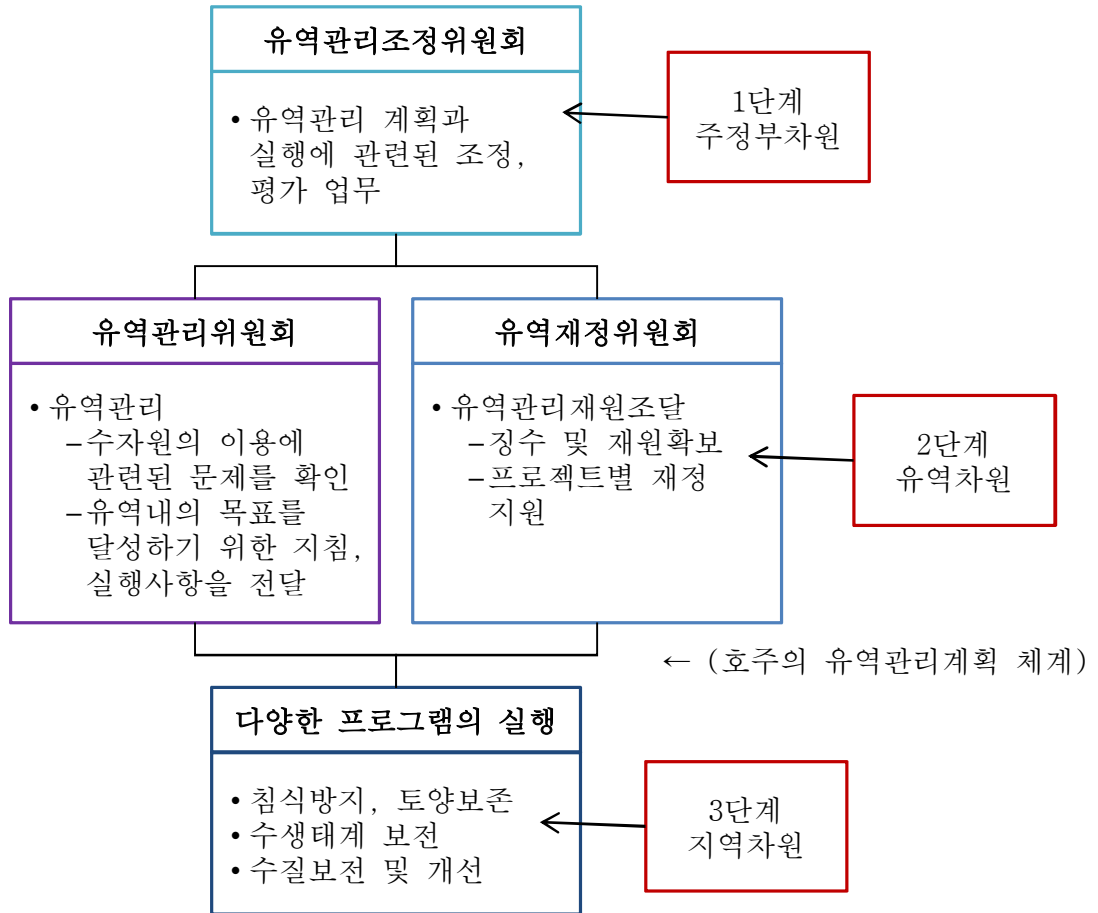 유역관리조정위원회
• 유역관리 계획과
실행에 관련된 조정,
평가 업무
1단계
주정부차원
유역관리위원회
• 유역관리
–수자원의 이용에
관련된 문제를 확인
–유역내의 목표를
달성하기 위한 지침,
실행사항을 전달
유역재정위원회
• 유역관리재원조달
–징수 및 재원확보
–프로젝트별 재정
지원
2단계
유역차원
← (호주의 유역관리계획 체계)
다양한 프로그램의 실행
• 침식방지, 토양보존
• 수생태계 보전
• 수질보전 및 개선
3단계
지역차원